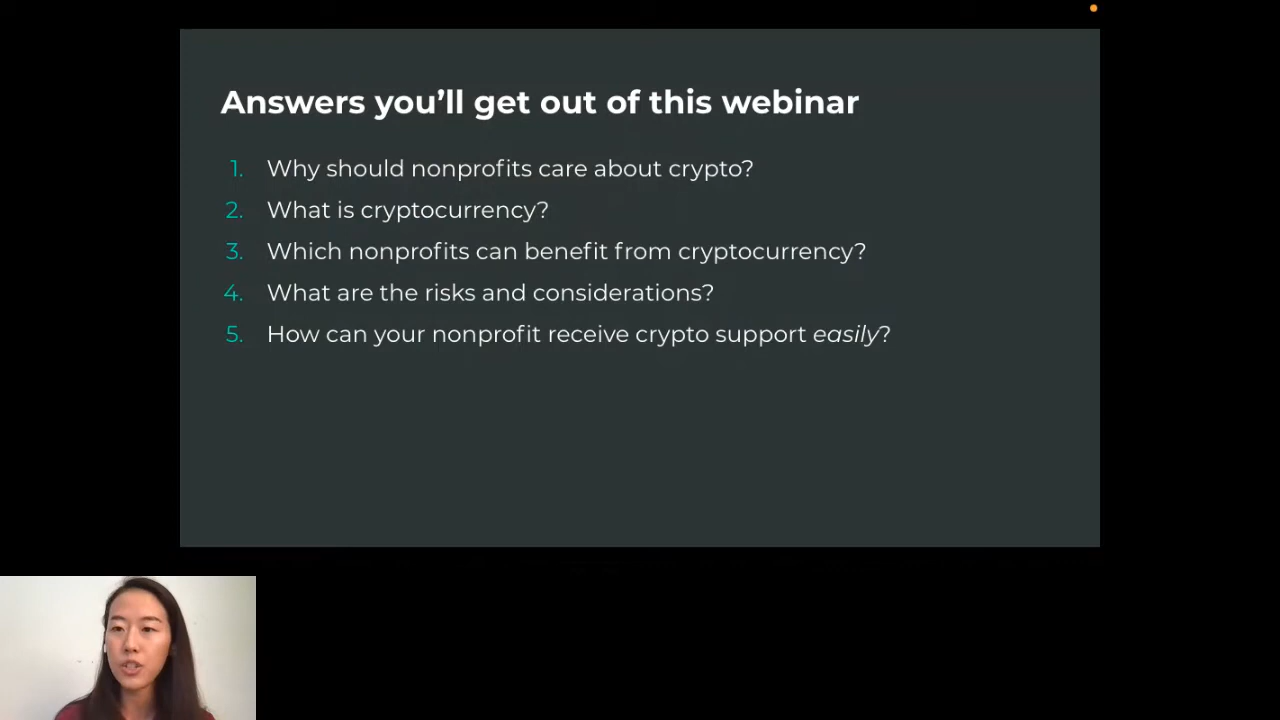 Answers you’ll get out of this webinar
1. Why should nonprofits care about crypto?
2. What is cryptocurrency?
3. Which nonprofits can benefit from cryptocurrency?
4. What are the risks and considerations?
5. How can your nonprofit receive crypto support easily?